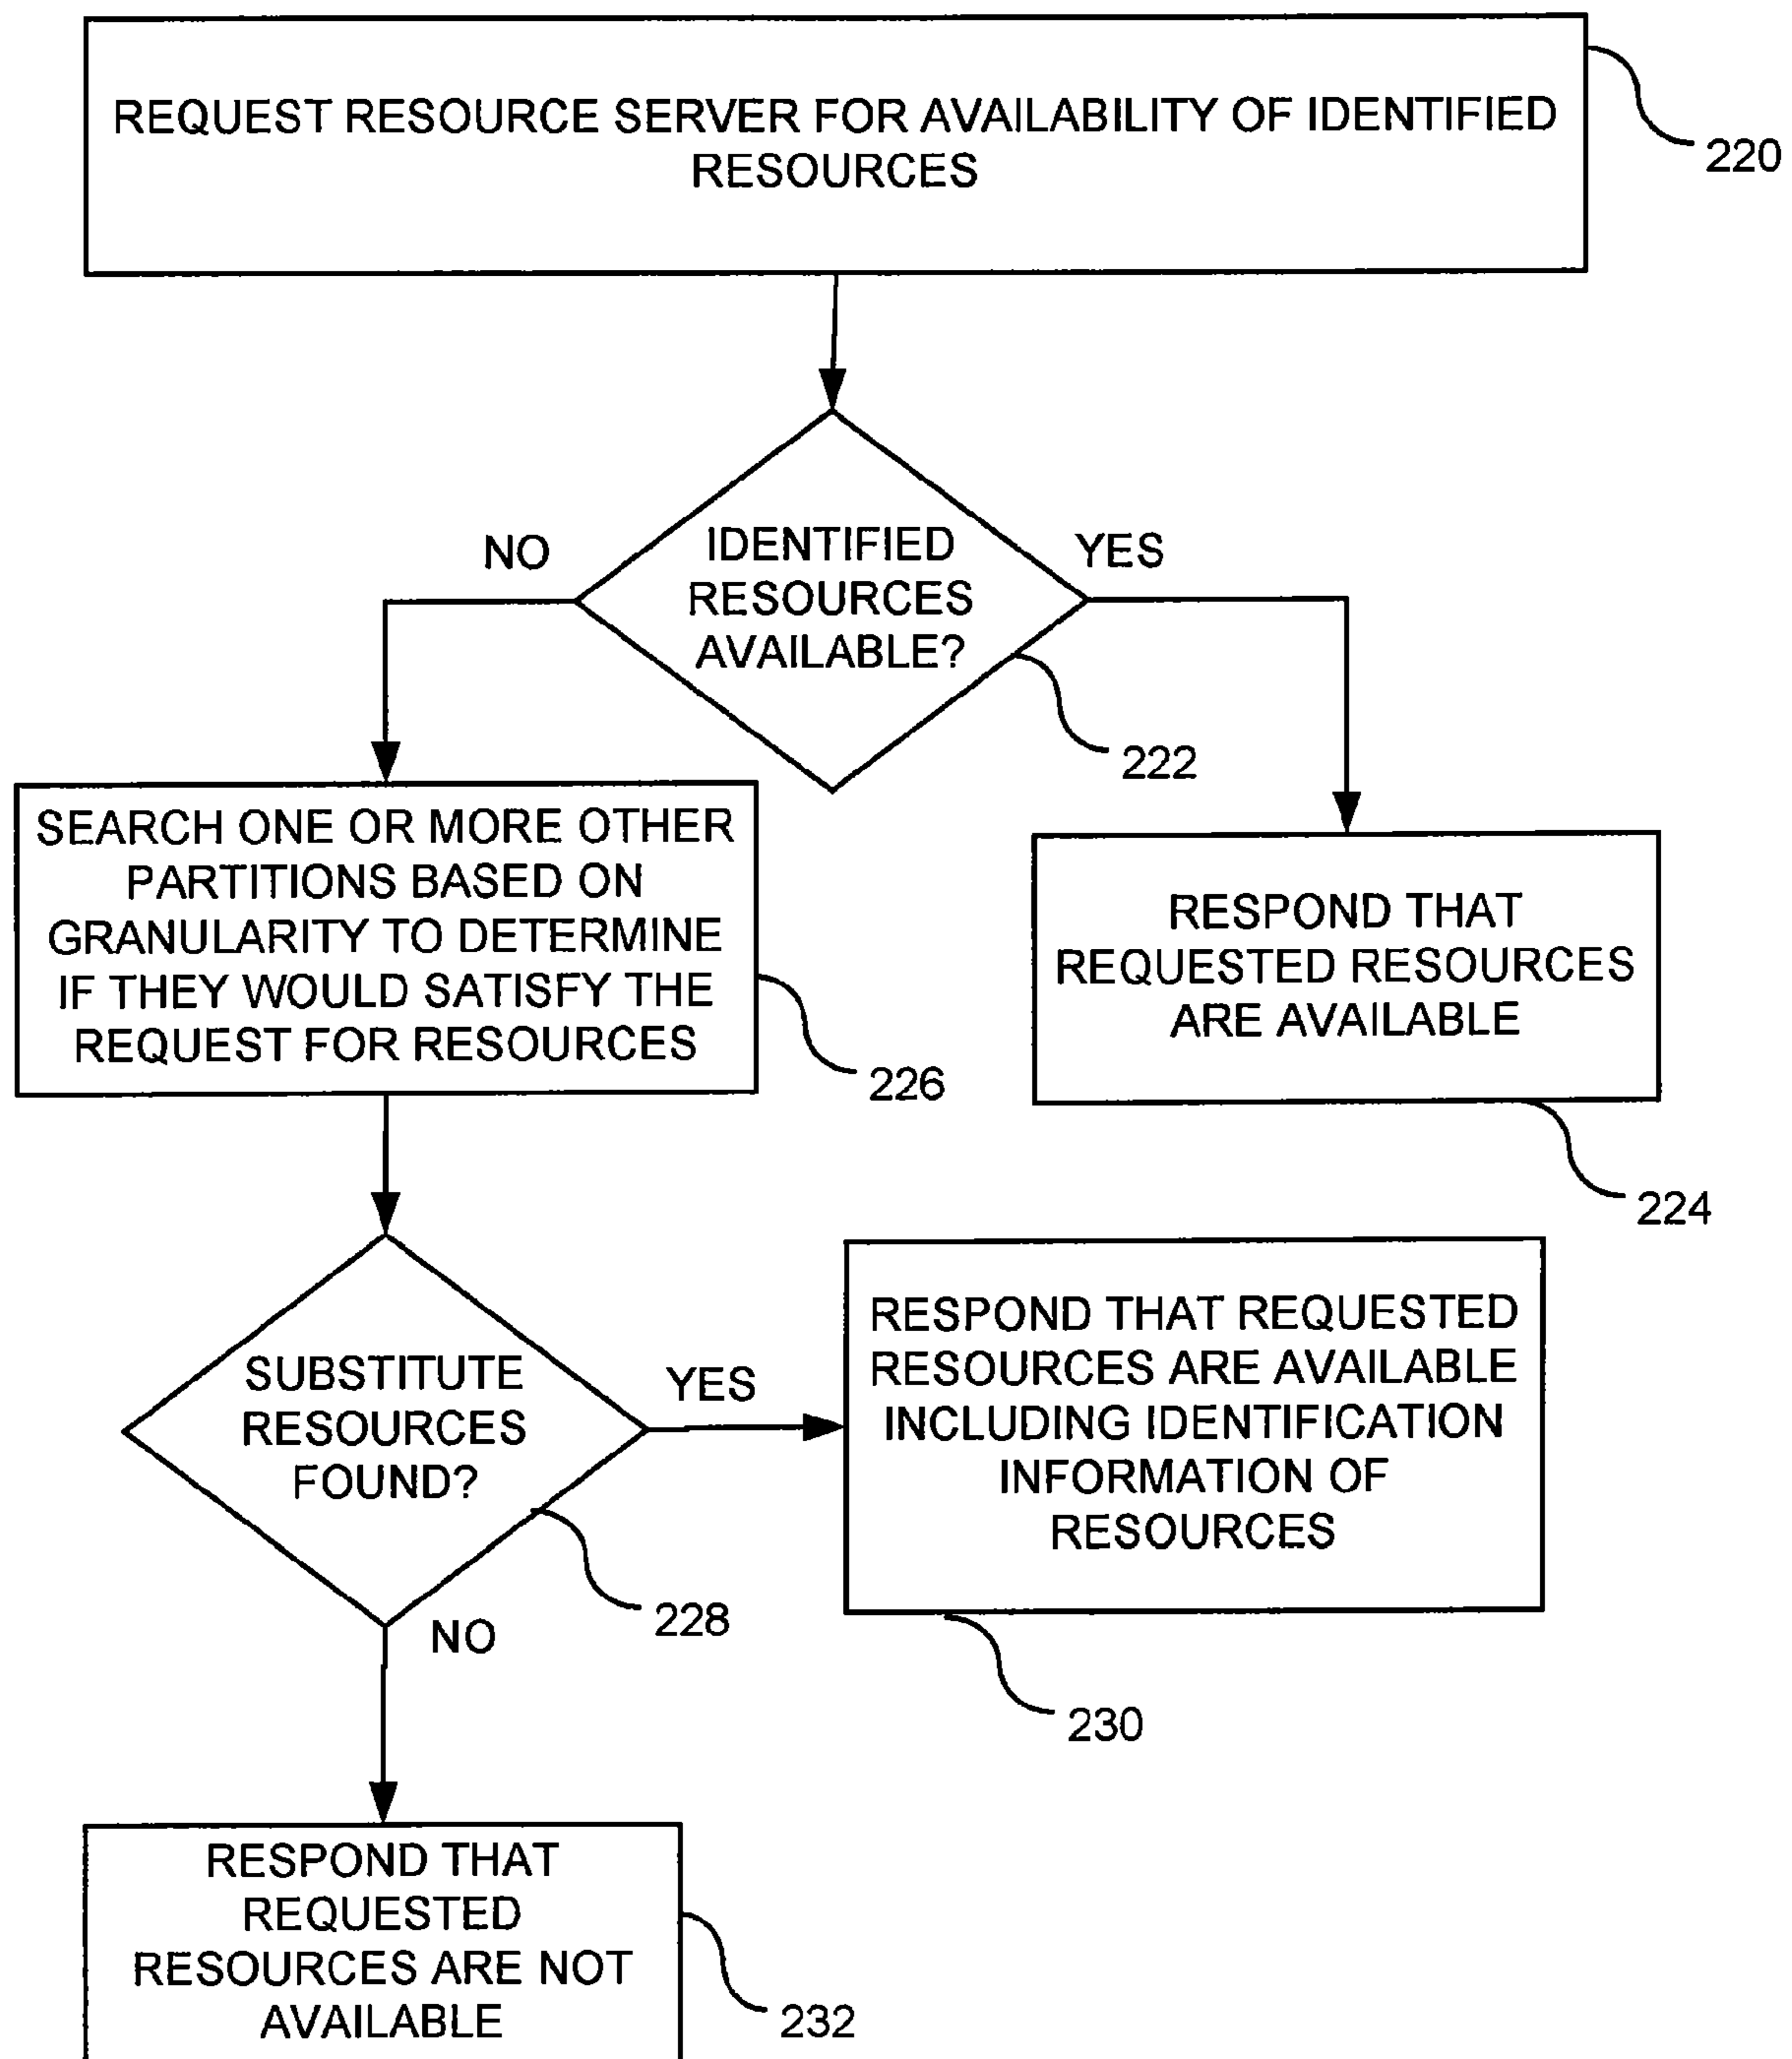 REQUEST RESOURCE SERVER FOR AVAILABILITY OF IDENTIFIED
RESOURCES
220
IDENTIFIED
RESOURCES
AVAILABLE?
NO
YES
222
SEARCH ONE OR MORE OTHER
PARTITIONS BASED ON
GRANULARITY TO DETERMINE
IF THEY WOULD SATISFY THE
REQUEST FOR RESOURCES
226
RESPOND THAT
REQUESTED RESOURCES
ARE AVAILABLE
224
SUBSTITUTE
RESOURCES
FOUND?
YES
NO
228
RESPOND THAT REQUESTED
RESOURCES ARE AVAILABLE
INCLUDING IDENTIFICATION
INFORMATION OF
RESOURCES
230
RESPOND THAT
REQUESTED
RESOURCES ARE NOT
AVAILABLE
232